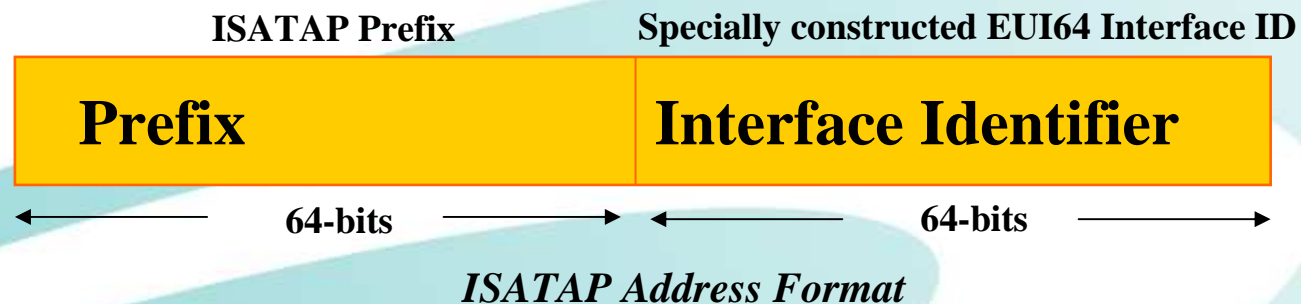 ISATAP Prefix Specially constructed EUI64 Interface ID
Prefix Interface Identifier
64-bits 64-bits
ISATAP Address Format